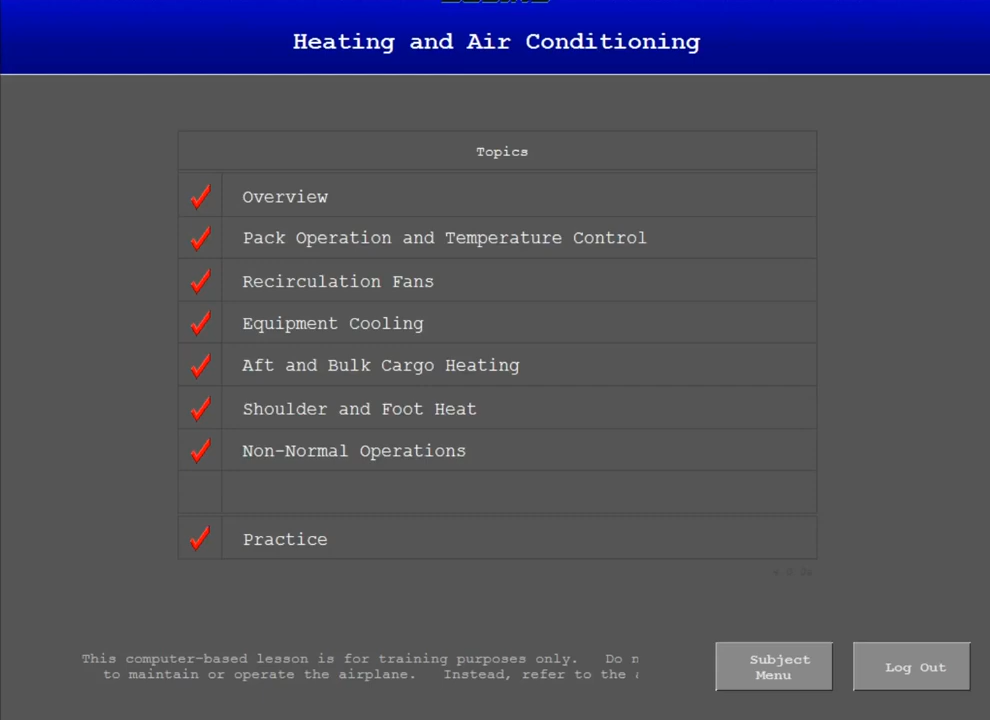 Heating and Air Conditioning
Topics
Overview
Pack Operation and Temperature Control
Recirculation Fans
Equipment Cooling
Aft and Bulk Cargo Heating
Shoulder and Foot Heat
Non-Normal Operations
Practice
This computer-based lesson is for training purposes only. Do
to maintain or operate the airplane. Instead, refer to the
Subject
Menu
Log Out